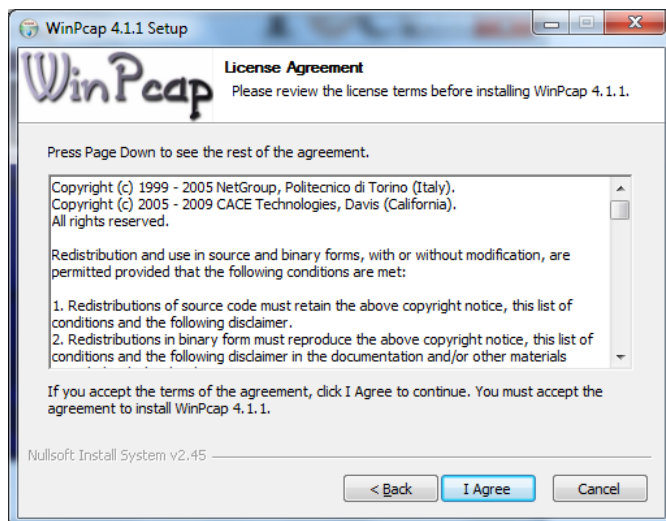 WinPcap 4.1.1 Setup
WinPcap
License Agreement
Please review the license terms before installing WinPcap 4.1.1.
Press Page Down to see the rest of the agreement.
Copyright (c) 1999 - 2005 NetGroup, Politecnico di Torino (Italy).
Copyright (c) 2005 - 2009 CACE Technologies, Davis (California).
All rights reserved.
Redistribution and use in source and binary forms, with or without modification, are
permitted provided that the following conditions are met:
1. Redistributions of source code must retain the above copyright notice, this list of
conditions and the following disclaimer.
2. Redistributions in binary form must reproduce the above copyright notice, this list of
conditions and the following disclaimer in the documentation and/or other materials
If you accept the terms of the agreement, click I Agree to continue. You must accept the
agreement to install WinPcap 4.1.1.
Nullsoft Install System v2.45
< Back
I Agree
Cancel